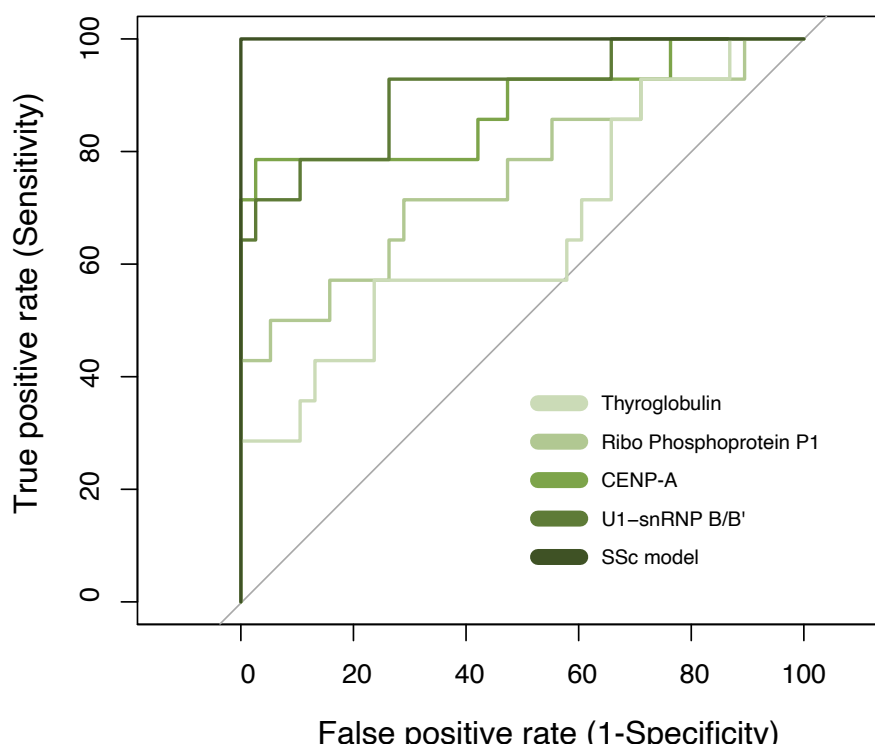 True positive rate (Sensitivity)
100
80
60
40
20
0
Thyroglobulin
Ribo Phosphoprotein P1
CENP-A
U1−snRNP B/B'
SSc model
0 20 40 60 80 100
False positive rate (1-Specificity)